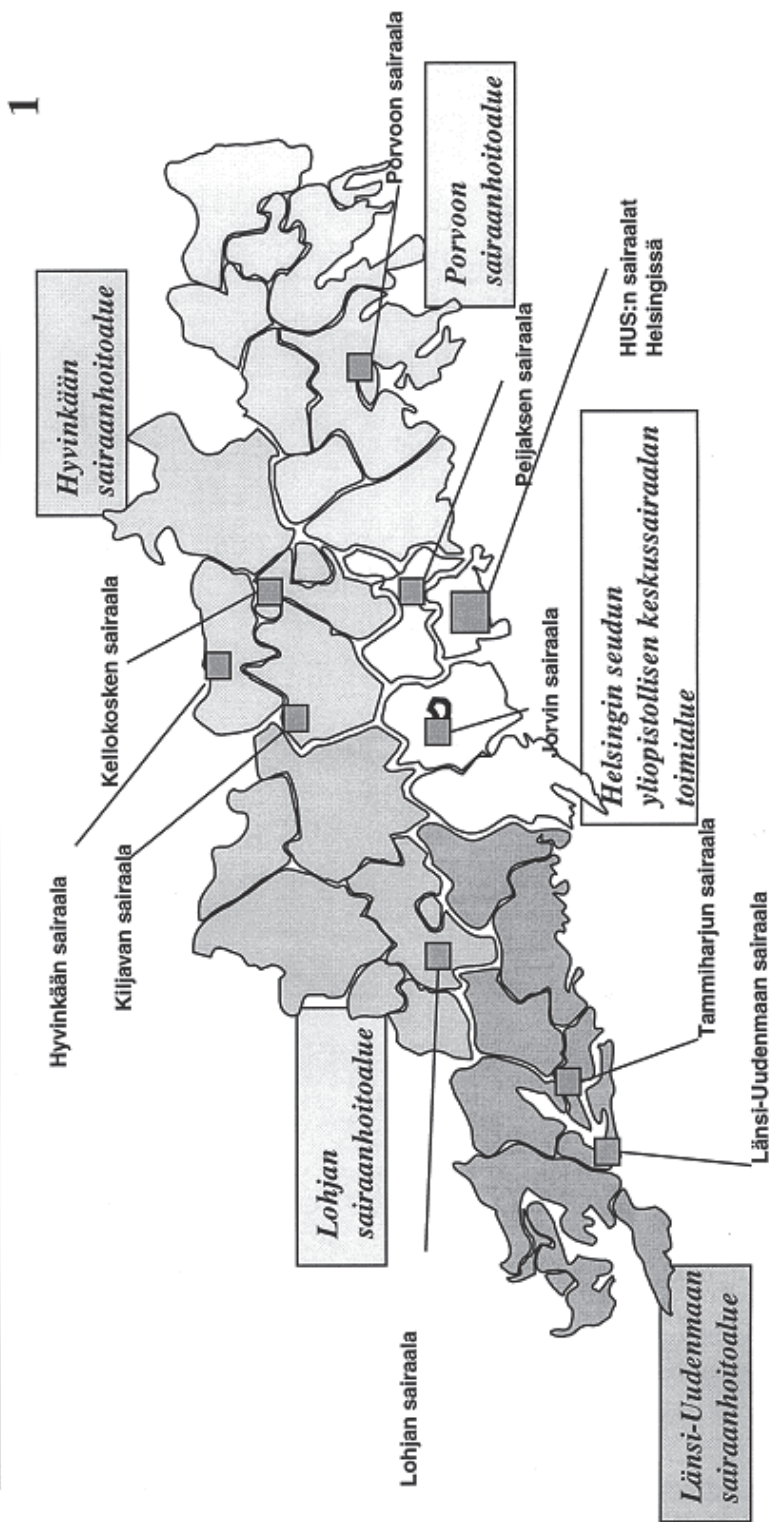 1
Hyvinkään sairaala
Kellokosken sairaala
Hyvinkään
sairaanhoitoalue
Kiljavan sairaala
Lohjan
sairaanhoitoalue
Lohjan sairaala
Porvoon sairaala
Porvoon
sairaanhoitoalue
Peijaksen sairaala
Jorvin sairaala
HUS:n sairaalat
Helsingissä
Helsingin seudun
yliopistollisen keskussairaalan
toimialue
Tammiharjun sairaala
Länsi-Uudenmaan sairaala
Länsi-Uudenmaan
sairaanhoitoalue